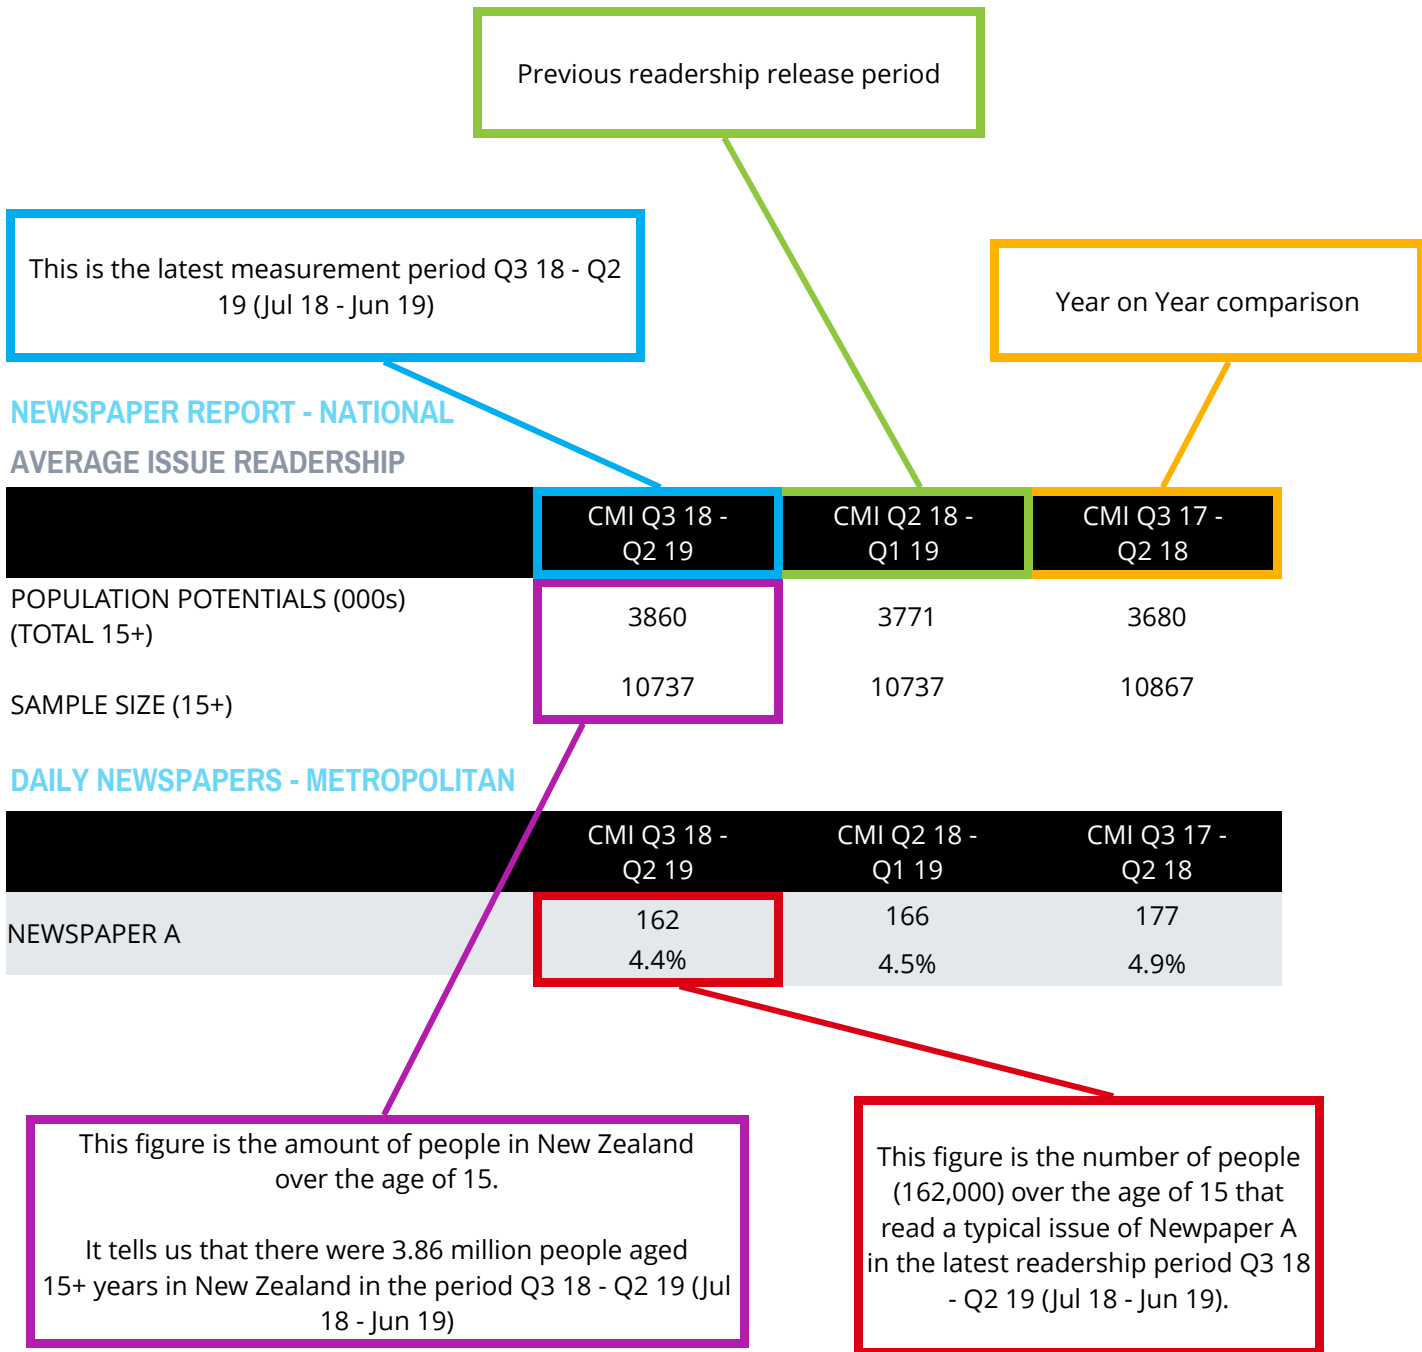 Previous readership release period
This is the latest measurement period Q3 18 - Q2
19 (Jul 18 - Jun 19)
Year on Year comparison
NEWSPAPER REPORT - NATIONAL
AVERAGE ISSUE READERSHIP
CMI Q3 18 -
Q2 19
CMI Q2 18 -
Q1 19
CMI Q3 17 -
Q2 18
POPULATION POTENTIALS (000s)
(TOTAL 15+)
3860
3771
3680
SAMPLE SIZE (15+)
10737
10737
10867
DAILY NEWSPAPERS - METROPOLITAN
CMI Q3 18 -
Q2 19
CMI Q2 18 -
Q1 19
CMI Q3 17 -
Q2 18
NEWSPAPER A
162
166
177
4.4%
4.5%
4.9%
This figure is the amount of people in New Zealand
over the age of 15.
It tells us that there were 3.86 million people aged
15+ years in New Zealand in the period Q3 18 - Q2 19 (Jul
18 - Jun 19)
This figure is the number of people
(162,000) over the age of 15 that
read a typical issue of Newpaper A
in the latest readership period Q3 18
- Q2 19 (Jul 18 - Jun 19).